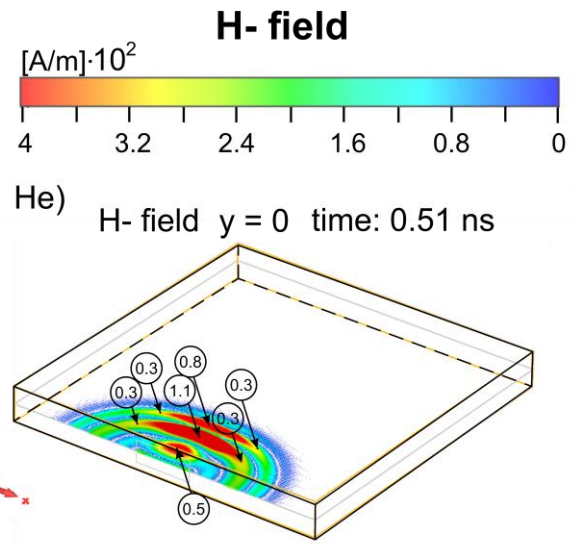 H- field
[A/m]·10²
4 3.2 2.4 1.6 0.8 0
He)
H- field y = 0 time: 0.51 ns
0.3 0.8
0.3 1.1 0.3
0.3
0.5
x